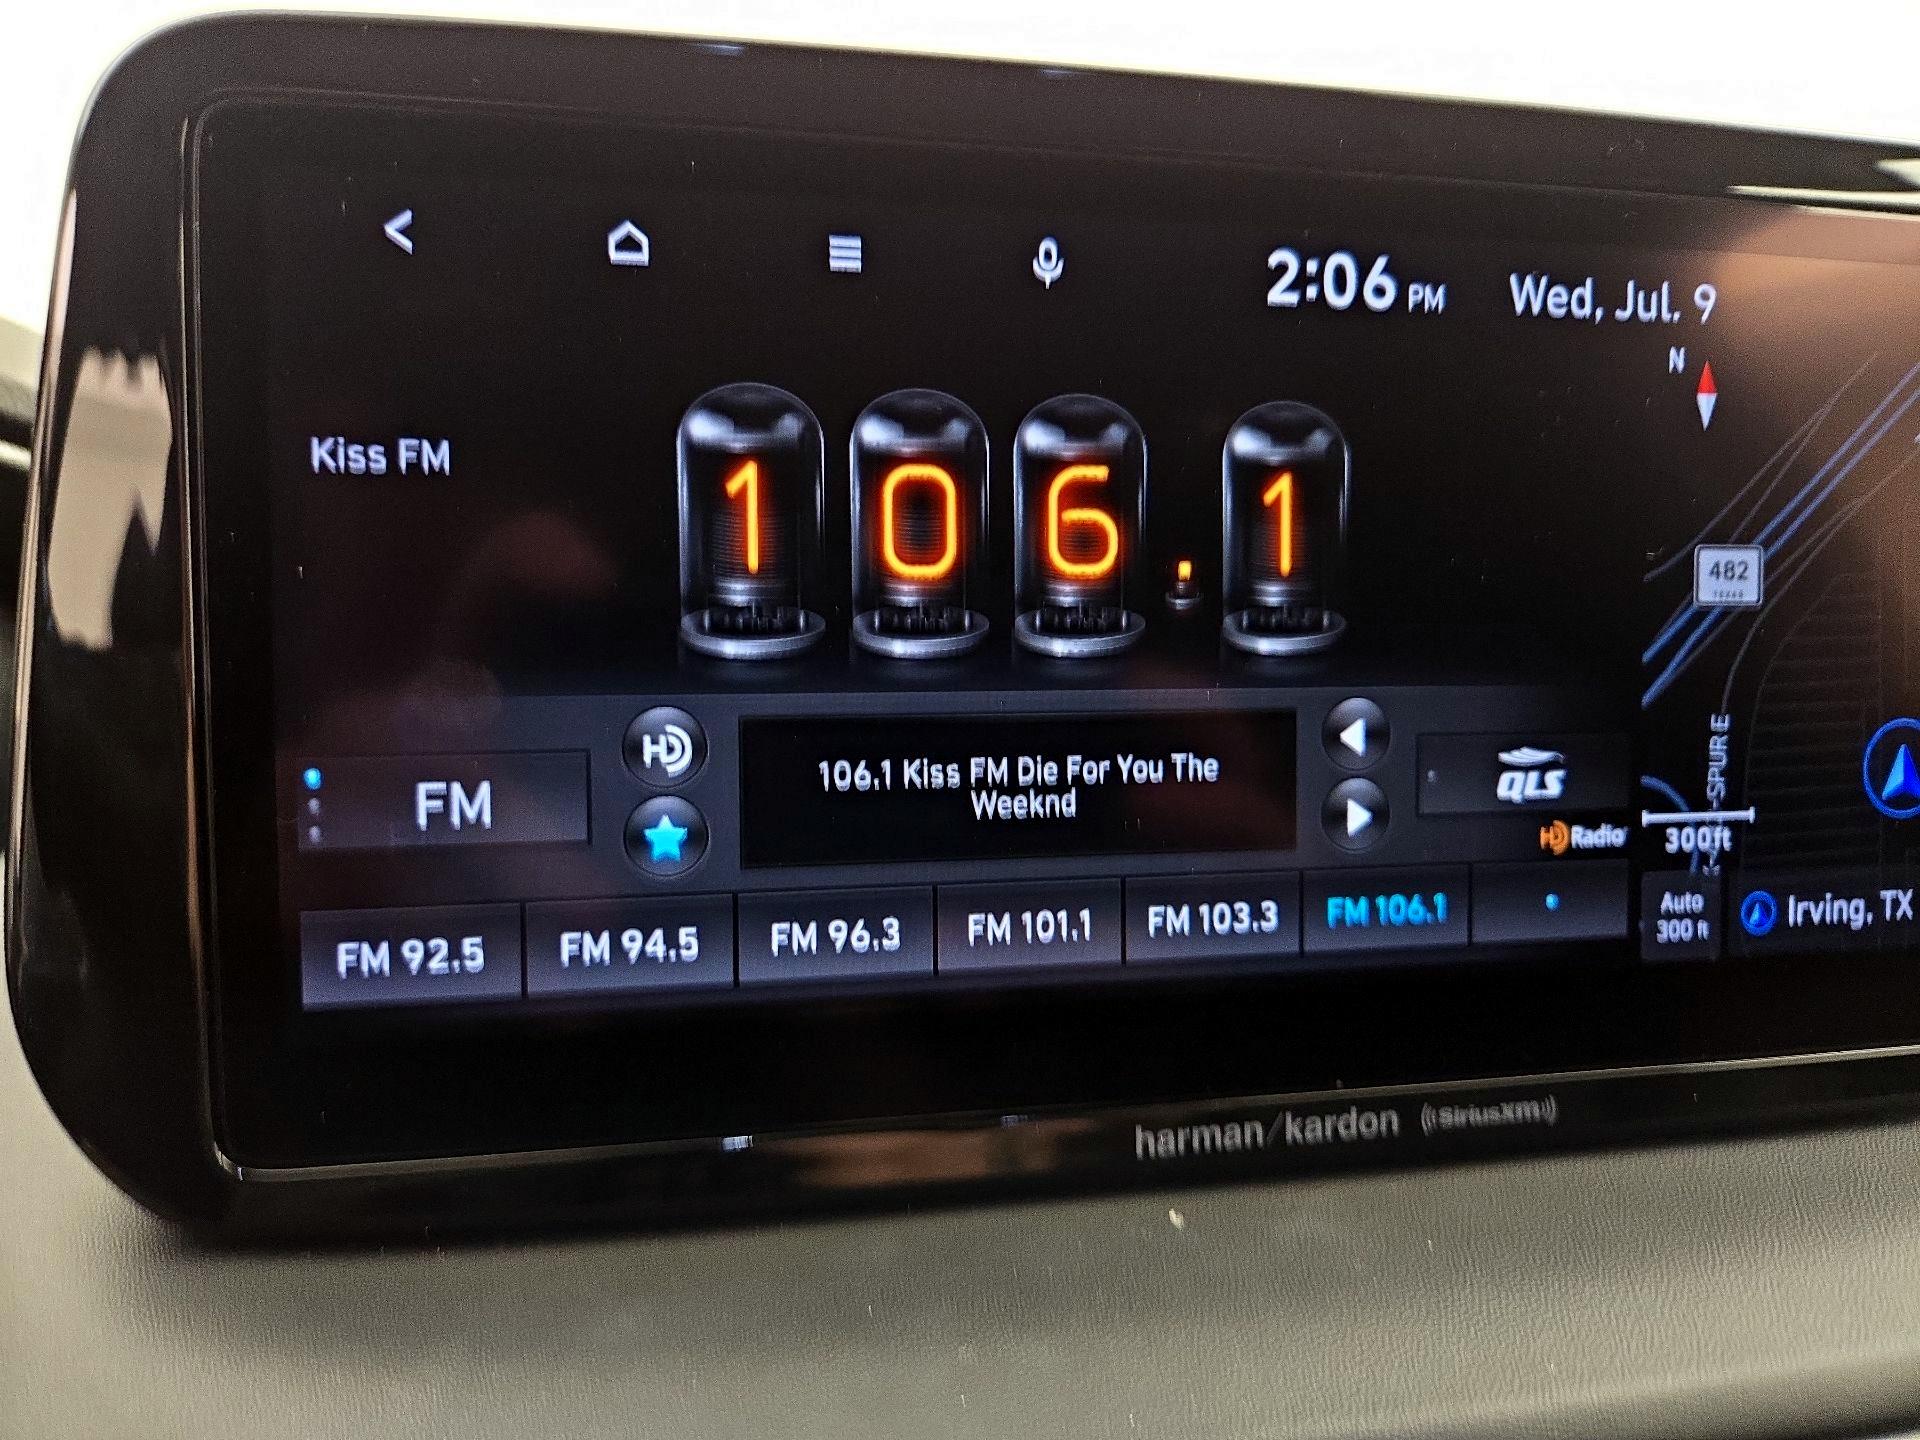 2:06 PM
Wed, Jul. 9
N
Kiss FM
106.1
482
TEXAS
FM
HD
106.1 Kiss FM Die For You The
Weeknd
QLS
HD Radio
SPUR E
300ft
FM 92.5
FM 94.5
FM 96.3
FM 101.1
FM 103.3
FM 106.1
Auto
300 ft
Irving, TX
harman/kardon
((SiriusXM))